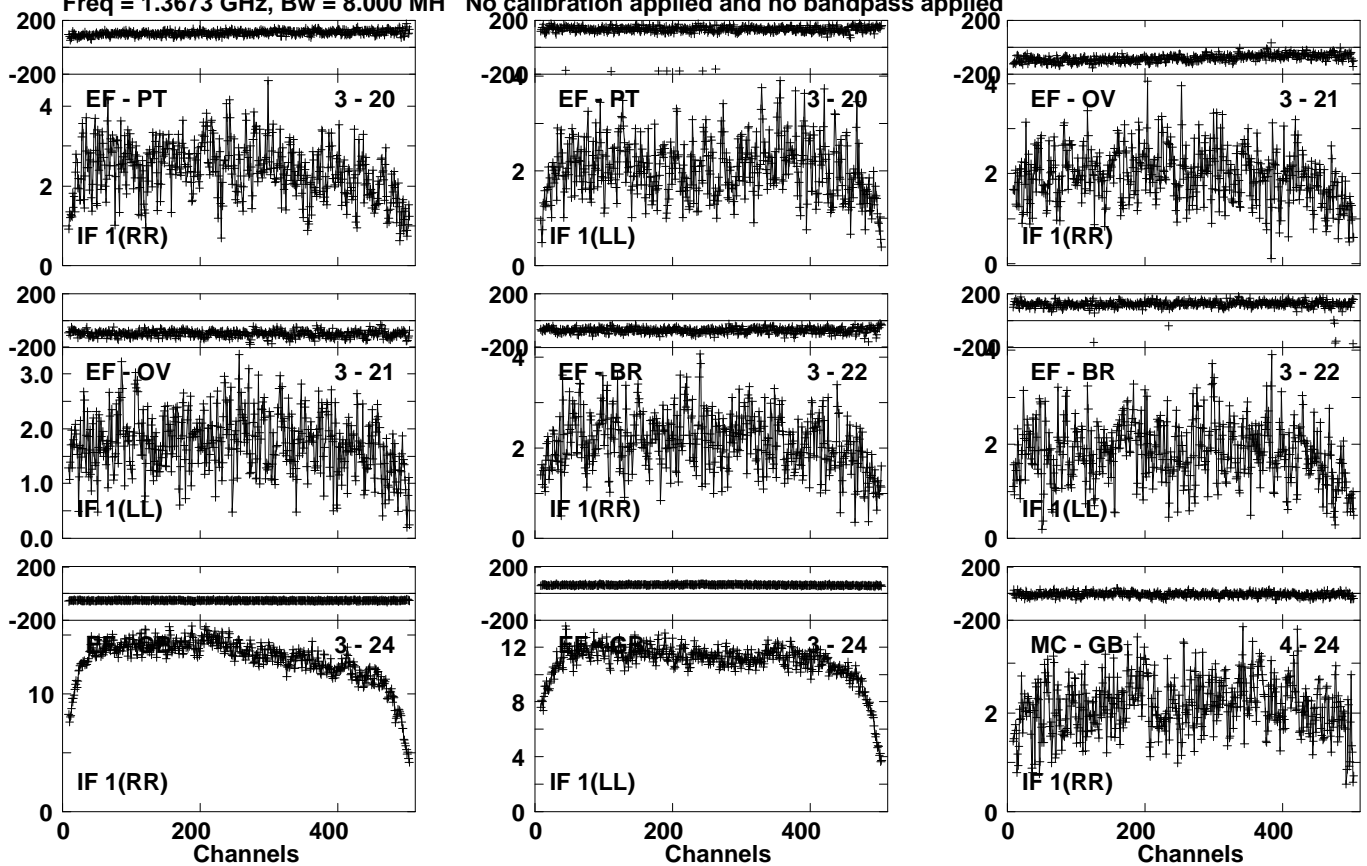 Freq = 1.3673 GHz, Bw = 8.000 MH No calibration applied and no bandpass applied
200
-200
EF - PT 3 - 20
4
2
IF 1(RR)
0
4
EF - PT 3 - 20
2
IF 1(LL)
0
200
-200
EF - OV 3 - 21
4
2
IF 1(RR)
0
200
-200
EF - OV 3 - 21
3.0
2.0
1.0
IF 1(LL)
0.0
200
-200
4
EF - BR 3 - 22
2
IF 1(RR)
0
200
-200
4
EF - BR 3 - 22
2
IF 1(LL)
0
200
-200
EF - GB 3 - 24
10
IF 1(RR)
0
0 200 400
Channels
200
-200
EF - GB 3 - 24
12
8
4
IF 1(LL)
0
0 200 400
Channels
200
-200
MC - GB 4 - 24
2
IF 1(RR)
0
0 200 400
Channels